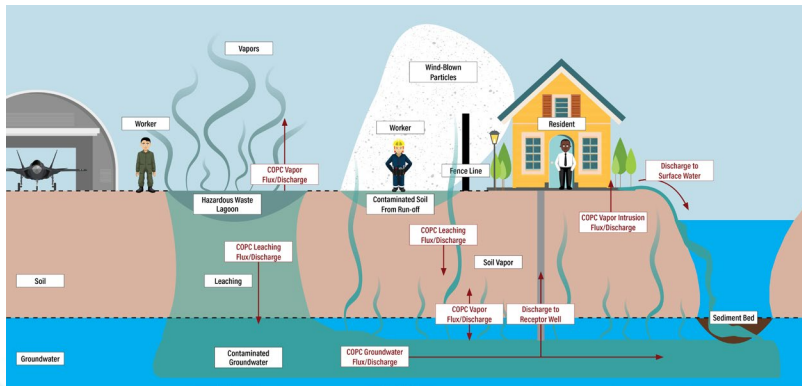 Vapors
Wind-Blown
Particles
Worker
Worker
Resident
COPC Vapor
Flux/Discharge
Fence Line
Discharge to
Surface Water
Hazardous Waste
Lagoon
Contaminated Soil
From Run-off
COPC Vapor Intrusion
Flux/Discharge
COPC Leaching
Flux/Discharge
COPC Leaching
Flux/Discharge
Soil Vapor
Soil
Leaching
COPC Vapor
Flux/Discharge
Discharge to
Receptor Well
Sediment Bed
Groundwater
Contaminated
Groundwater
COPC Groundwater
Flux/Discharge